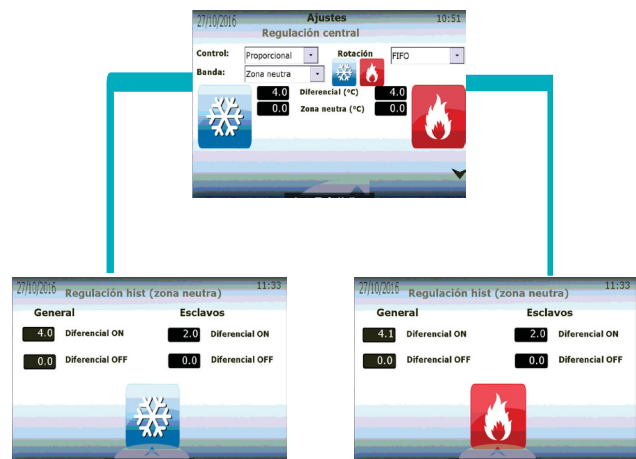 27/10/2016 Ajustes 10:51
Regulación central
Control: Proporcional Rotación FIFO
Banda: Zona neutra
4.0 Diferencial (°C) 4.0
0.0 Zona neutra (°C) 0.0
27/10/2016 Regulación hist (zona neutra) 11:33
General Esclavos
4.0 Diferencial ON 2.0 Diferencial ON
0.0 Diferencial OFF 0.0 Diferencial OFF
27/10/2016 Regulación hist (zona neutra) 11:33
General Esclavos
4.1 Diferencial ON 2.0 Diferencial ON
0.0 Diferencial OFF 0.0 Diferencial OFF